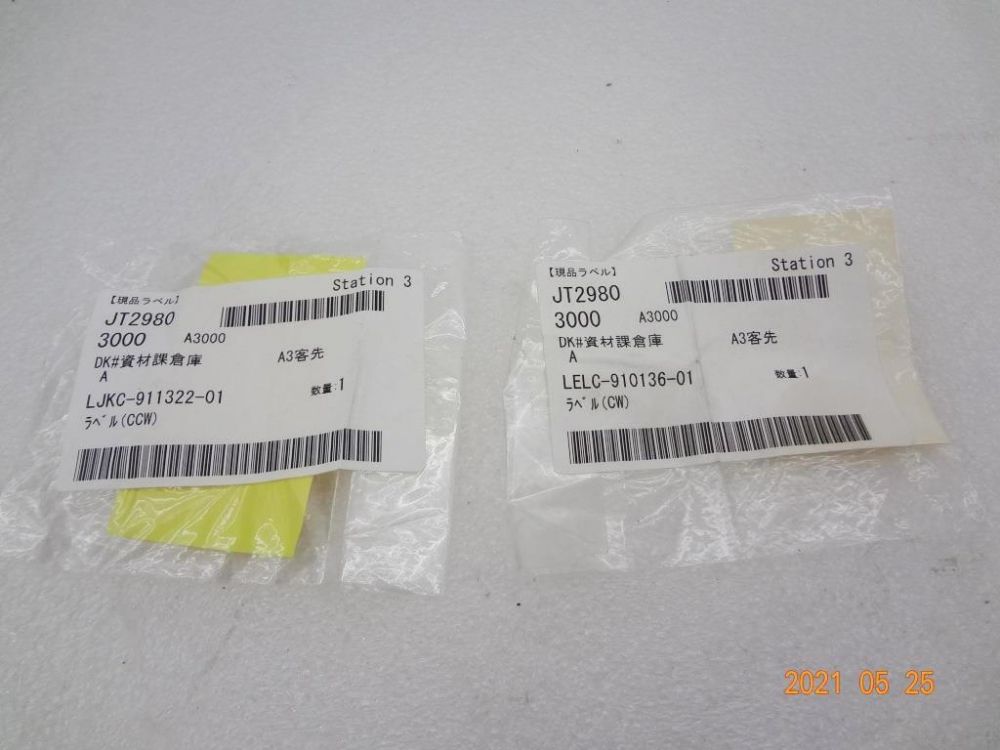 【現品ラベル】
Station 3
JT2980
3000
A3000
DK#資材課倉庫
A3客先
A
LJKC-911322-01
数量:1
ﾗﾍﾞﾙ(CCW)
【現品ラベル】
Station 3
JT2980
3000
A3000
DK#資材課倉庫
A3客先
A
LELC-910136-01
数量:1
ﾗﾍﾞﾙ(CW)
2021 05 25